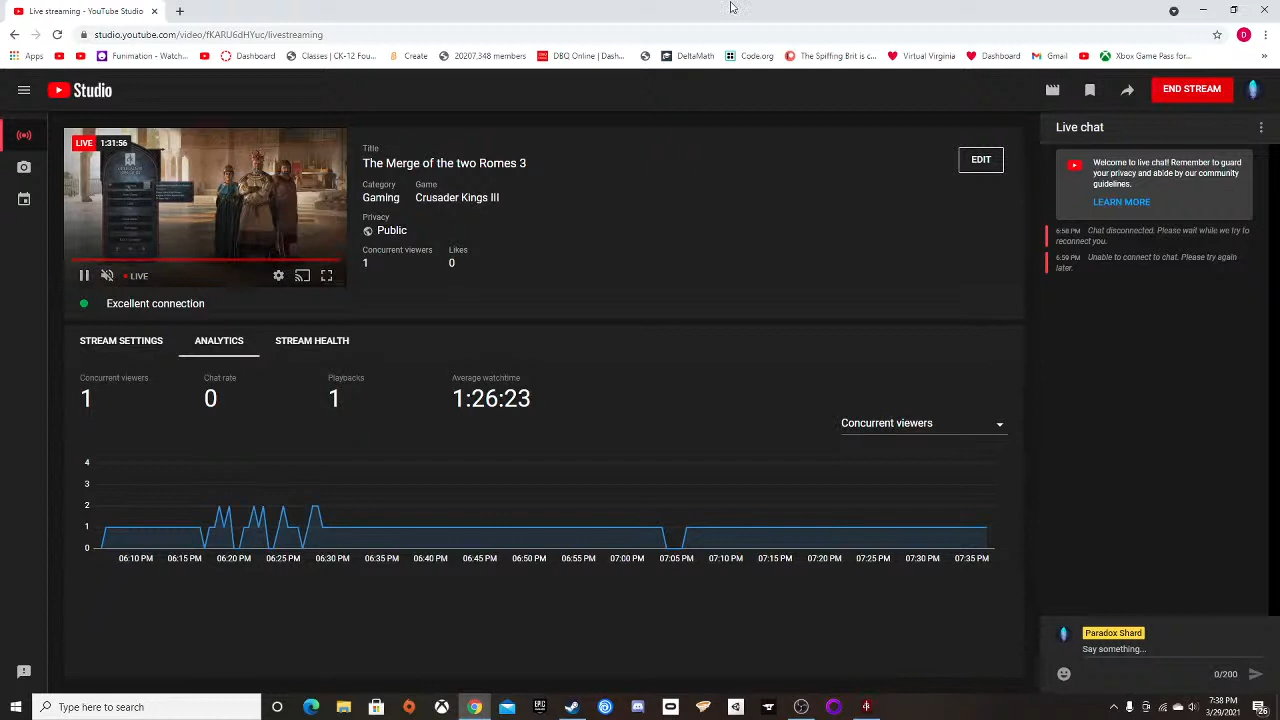 Live streaming - YouTube Studio
studio.youtube.com/video/fKARU6dHYuc/livestreaming
Apps
Funimation - Watch...
Dashboard
Classes | CK-12 Fou...
Create
20207,348 members
DBQ Online | Dash...
DeltaMath
Code.org
The Spiffing Brit is c...
Virtual Virginia
Dashboard
Gmail
Xbox Game Pass for...
»
Studio
END STREAM
LIVE 1:31:56
LIVE
Title
The Merge of the two Romes 3
Category Game
Gaming Crusader Kings III
Privacy
Public
Concurrent viewers Likes
1 0
EDIT
Excellent connection
STREAM SETTINGS ANALYTICS STREAM HEALTH
Concurrent viewers Chat rate Playbacks Average watchtime
1 0 1 1:26:23
Concurrent viewers
4
3
2
1
0
06:10 PM 06:15 PM 06:20 PM 06:25 PM 06:30 PM 06:35 PM 06:40 PM 06:45 PM 06:50 PM 06:55 PM 07:00 PM 07:05 PM 07:10 PM 07:15 PM 07:20 PM 07:25 PM 07:30 PM 07:35 PM
Live chat
Welcome to live chat! Remember to guard
your privacy and abide by our community
guidelines.
LEARN MORE
6:58 PM Chat disconnected. Please wait while we try to
reconnect you.
6:59 PM Unable to connect to chat. Please try again
later.
Paradox Shard
Say something...
0/200
Type here to search
7:38 PM
3/29/2021